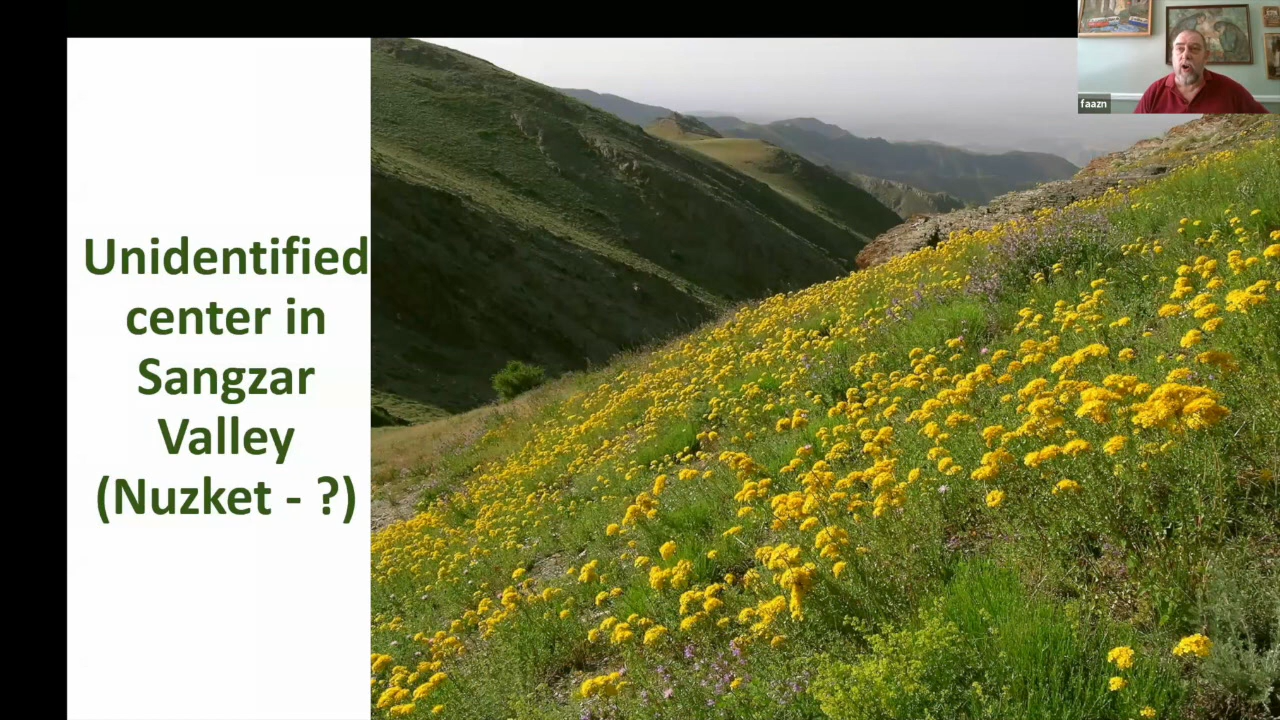 Unidentified
center in
Sangzar
Valley
(Nuzket - ?)
faazn